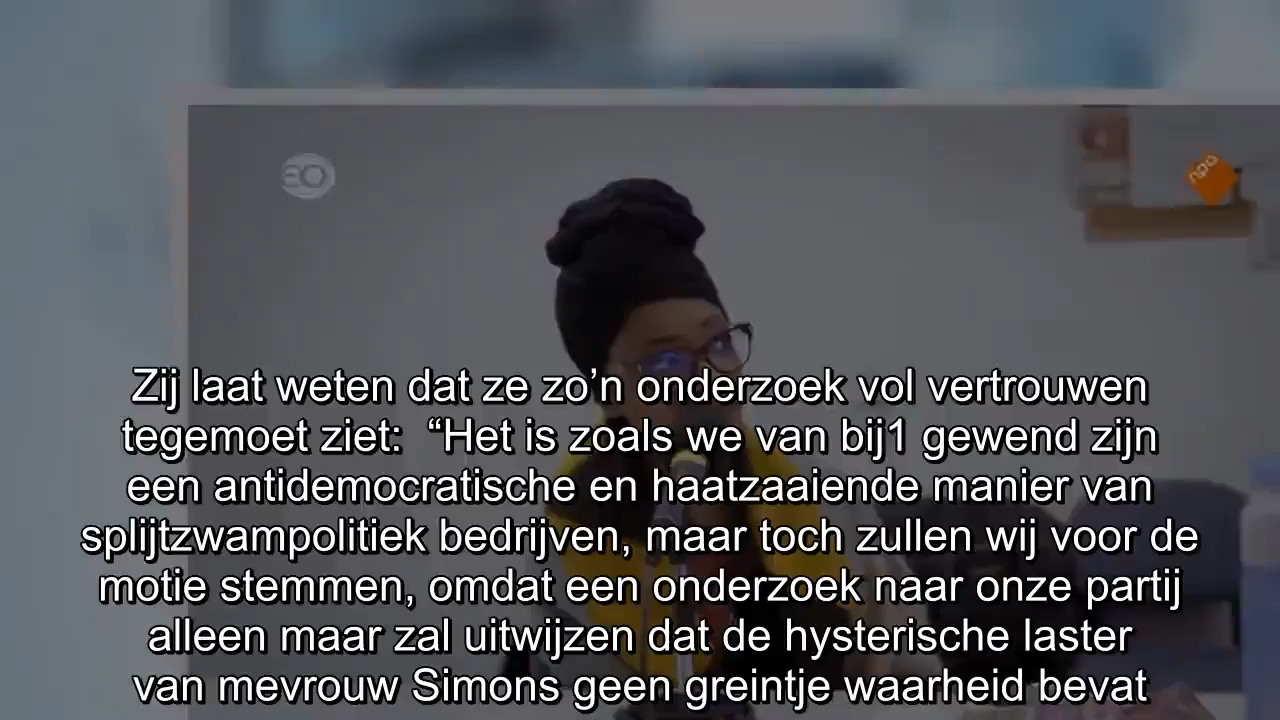 EO
npo
Zij laat weten dat ze zo’n onderzoek vol vertrouwen
tegemoet ziet:  “Het is zoals we van bij1 gewend zijn
een antidemocratische en haatzaaiende manier van
splijtzwampolitiek bedrijven, maar toch zullen wij voor de
motie stemmen, omdat een onderzoek naar onze partij
alleen maar zal uitwijzen dat de hysterische laster
van mevrouw Simons geen greintje waarheid bevat